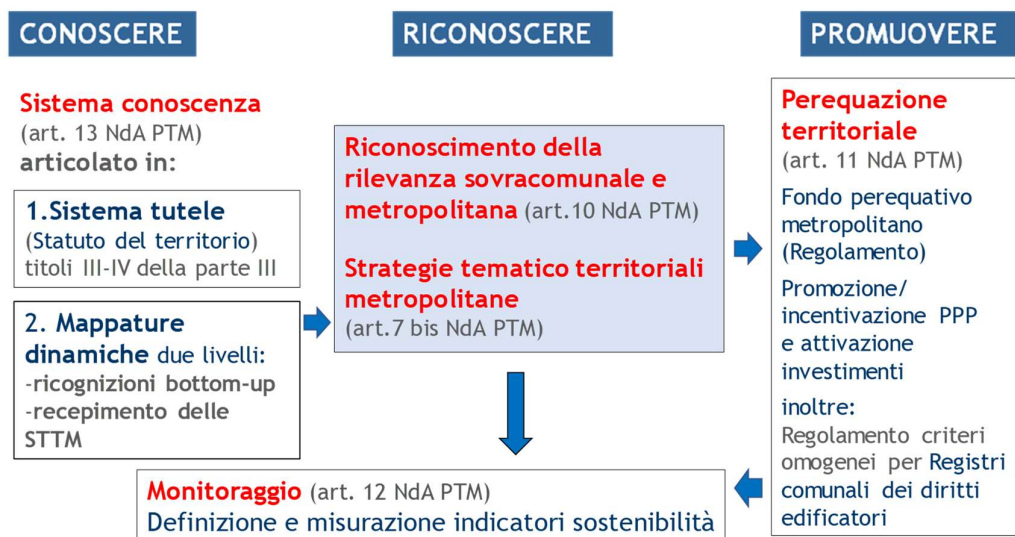 CONOSCERE
Sistema conoscenza
(art. 13 NdA PTM)
articolato in:
1.Sistema tutele
(Statuto del territorio)
titoli III-IV della parte III
2. Mappature
dinamiche due livelli:
-ricognizioni bottom-up
-recepimento delle
STTM
RICONOSCERE
Riconoscimento della
rilevanza sovracomunale e
metropolitana (art.10 NdA PTM)
Strategie tematico territoriali
metropolitane
(art.7 bis NdA PTM)
PROMUOVERE
Perequazione
territoriale
(art. 11 NdA PTM)
Fondo perequativo
metropolitano
(Regolamento)
Promozione/
incentivazione PPP
e attivazione
investimenti
inoltre:
Regolamento criteri
omogenei per Registri
comunali dei diritti
edificatori
Monitoraggio (art. 12 NdA PTM)
Definizione e misurazione indicatori sostenibilità